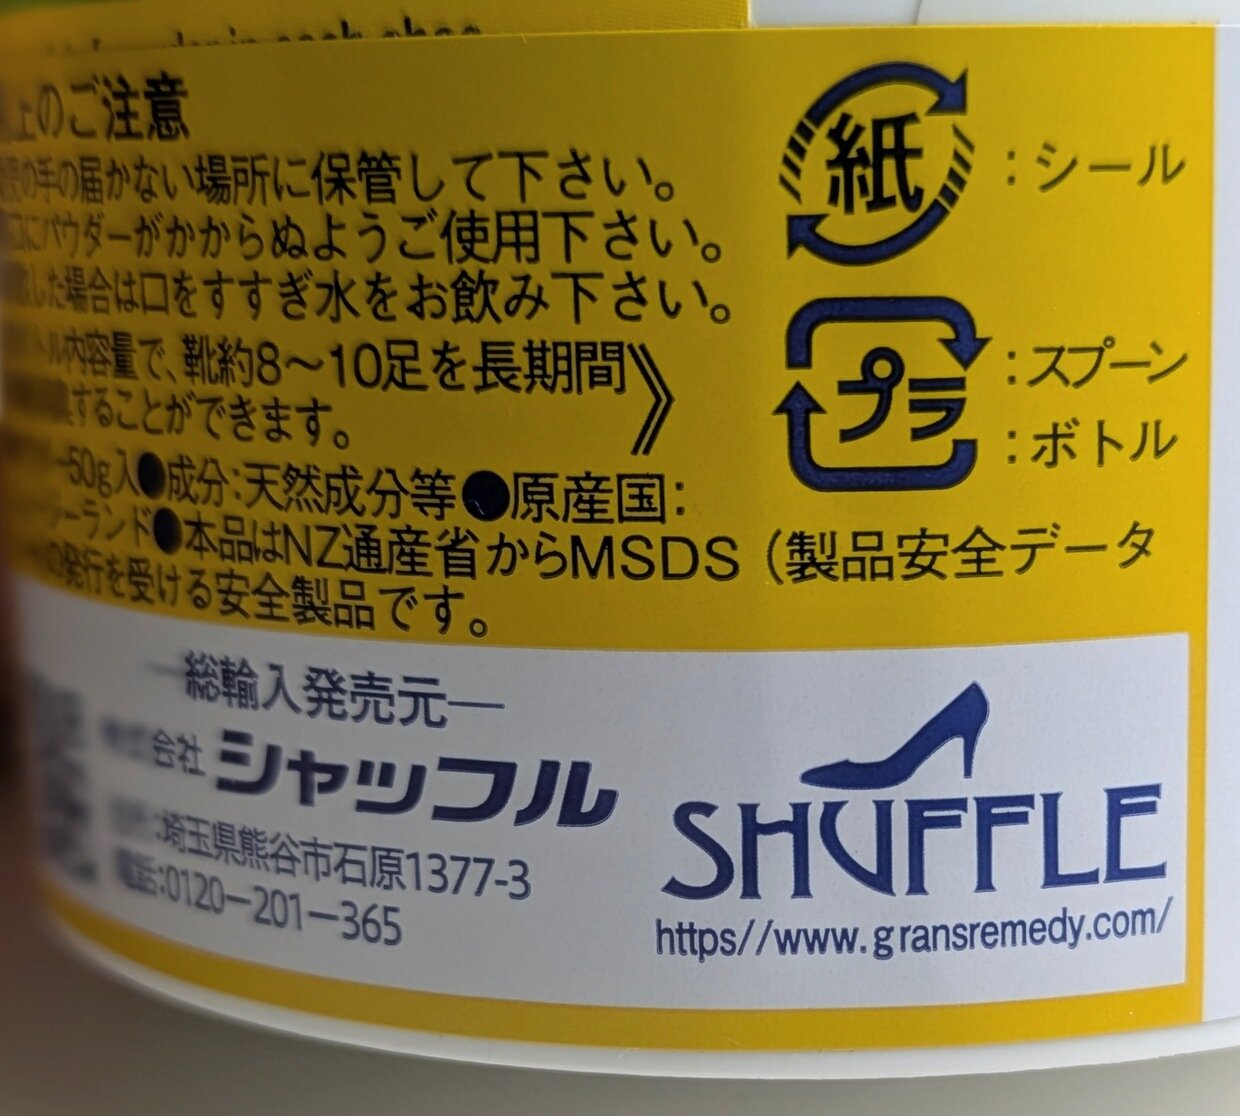 上のご注意
の手の届かない場所に保管して下さい。
口にパウダーがかからぬようご使用下さい。
した場合は口をすすぎ水をお飲み下さい。
ル内容量で、靴約8～10足を長期間》
することができます。
50g入●成分:天然成分等●原産国:
ーランド●本品はNZ通産省からMSDS（製品安全データ
の発行を受ける安全製品です。
紙
:シール
プラ
:スプーン
:ボトル
―総輸入発売元―
株式会社 シャッフル
:埼玉県熊谷市石原1377-3
電話:0120―201―365
SHUFFLE
https//www.gransremedy.com/